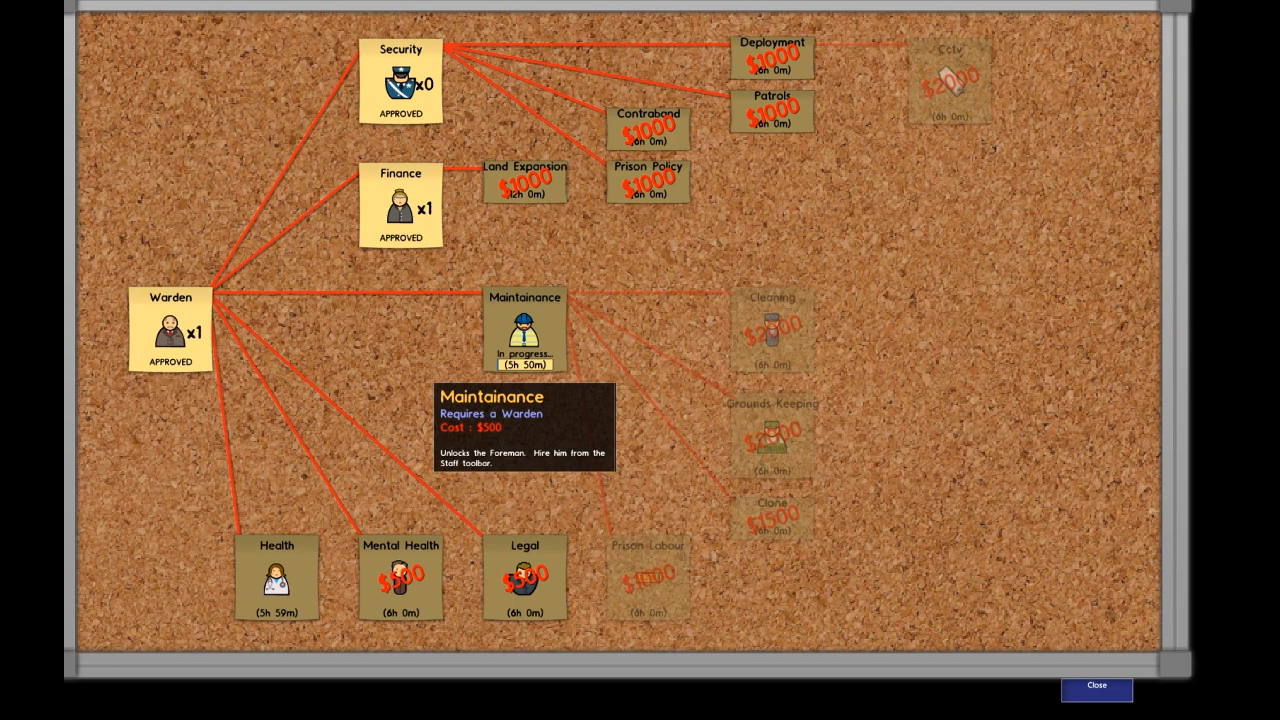 Security
x0
APPROVED
Deployment
$1000
(6h 0m)
Cctv
$2000
(6h 0m)
Patrols
$1000
(6h 0m)
Contraband
$1000
(6h 0m)
Finance
x1
APPROVED
Land Expansion
$1000
(12h 0m)
Prison Policy
$1000
(6h 0m)
Warden
x1
APPROVED
Maintainance
In progress...
(5h 50m)
Cleaning
$2000
(6h 0m)
Maintainance
Requires a Warden
Cost : $500
Unlocks the Foreman. Hire him from the
Staff toolbar.
Grounds-Keeping
$2000
(6h 0m)
Clone
$1500
(6h 0m)
Health
(5h 59m)
Mental Health
$500
(6h 0m)
Legal
$500
(6h 0m)
Prison Labour
$1000
(6h 0m)
Close